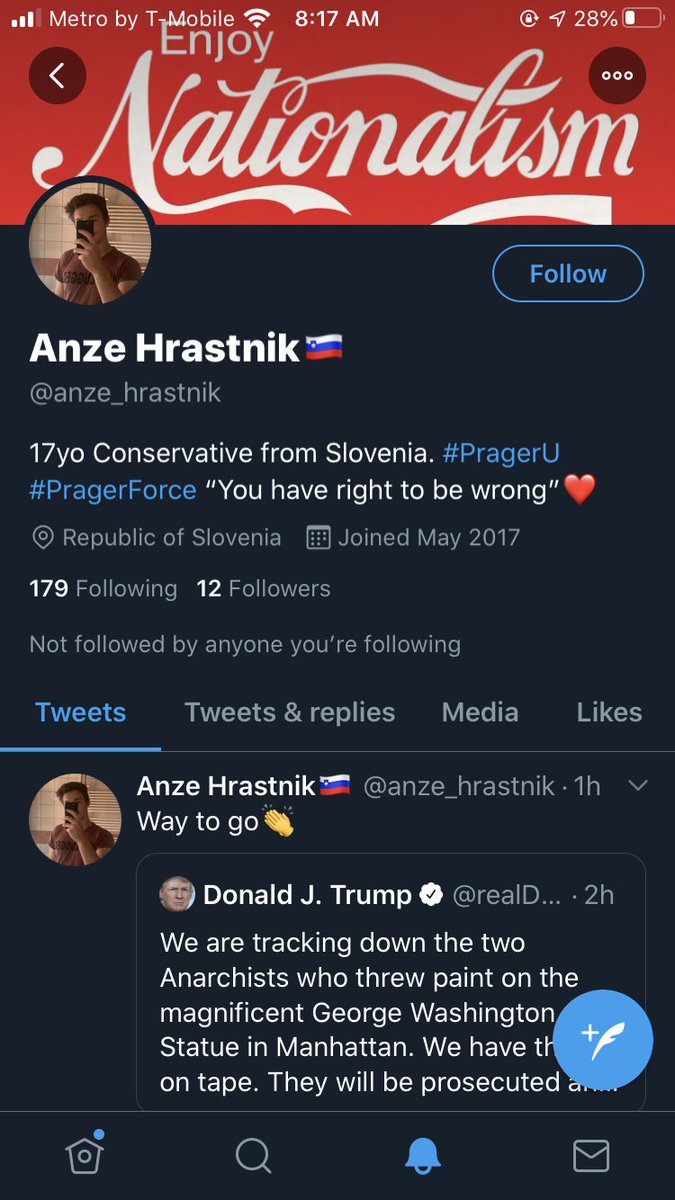 Metro by T-Mobile 8:17 AM 28%
Enjoy
Nationalism
Follow
Anze Hrastnik🇸🇮
@anze_hrastnik
17yo Conservative from Slovenia. #PragerU
#PragerForce “You have right to be wrong”❤️
Republic of Slovenia Joined May 2017
179 Following 12 Followers
Not followed by anyone you’re following
Tweets Tweets & replies Media Likes
Anze Hrastnik🇸🇮 @anze_hrastnik · 1h
Way to go👏
Donald J. Trump @realD... · 2h
We are tracking down the two
Anarchists who threw paint on the
magnificent George Washington
Statue in Manhattan. We have
on tape. They will be prosecuted